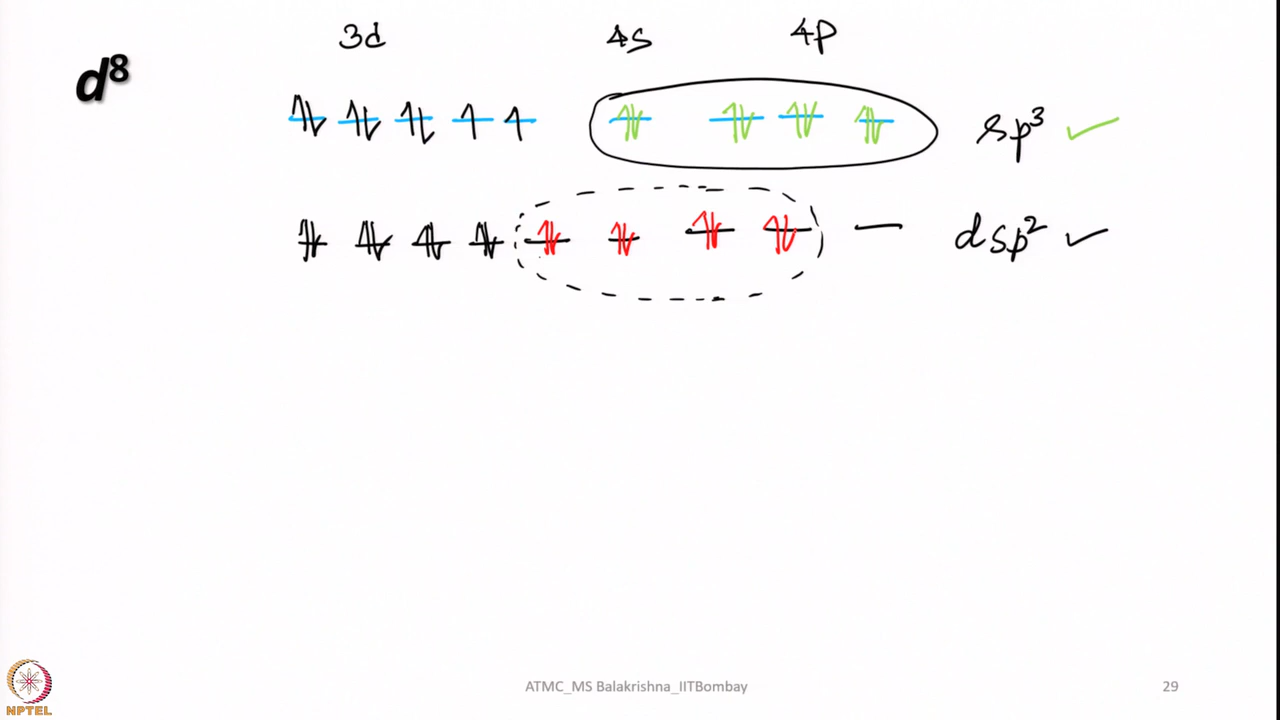 3d 4s 4p
d⁸
sp³ ✓
dsp² ✓
NPTEL
ATMC_MS Balakrishna_IITBombay
29